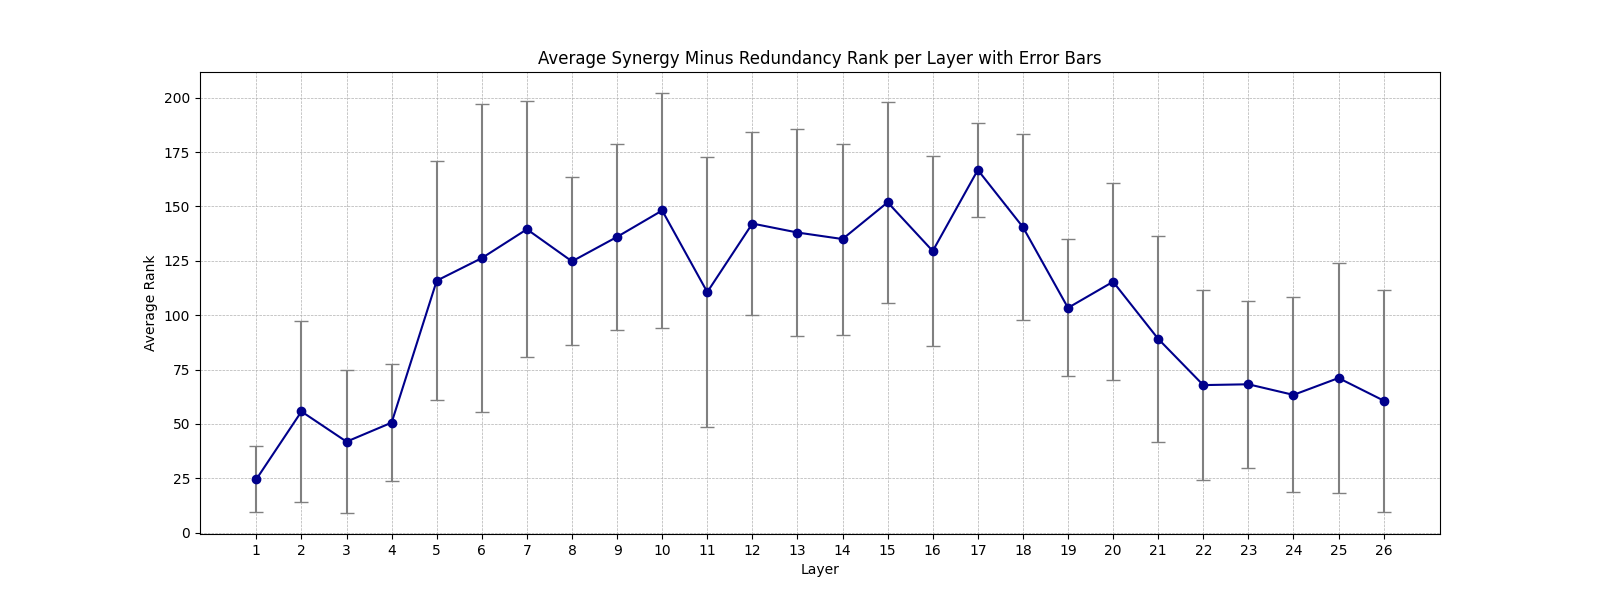 Average Synergy Minus Redundancy Rank per Layer with Error Bars
200
175
150
125
100
75
50
25
0
Average Rank
1 2 3 4 5 6 7 8 9 10 11 12 13 14 15 16 17 18 19 20 21 22 23 24 25 26
Layer